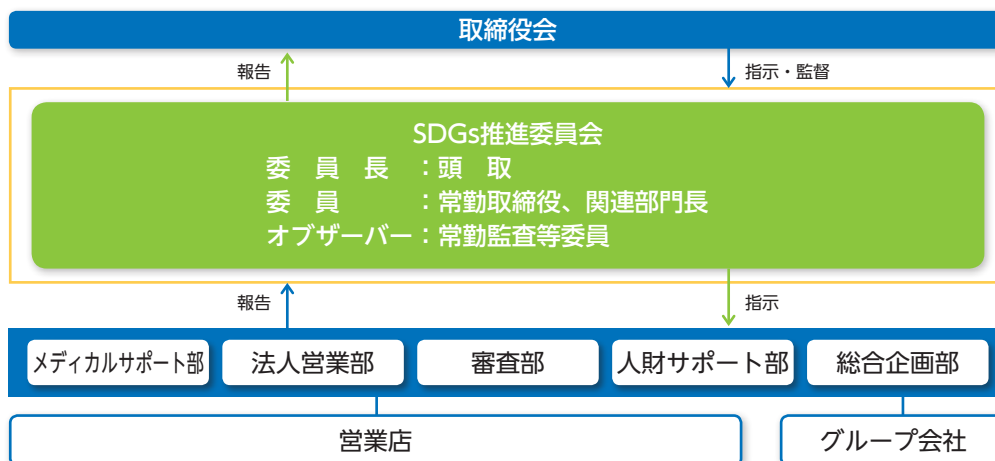 取締役会
報告
指示・監督
SDGs推進委員会
委員長：頭取
委員：常勤取締役、関連部門長
オブザーバー：常勤監査等委員
報告
指示
メディカルサポート部
法人営業部
審査部
人財サポート部
総合企画部
営業店
グループ会社